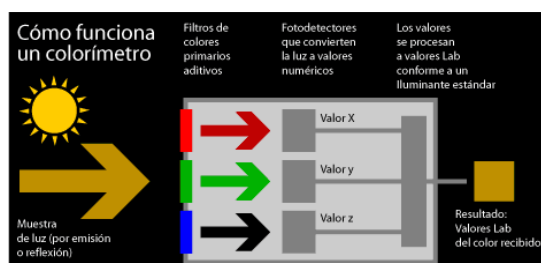 Cómo funciona
un colorímetro
Filtros de
colores
primarios
aditivos
Fotodetectores
que convierten
la luz a valores
numéricos
Los valores
se procesan
a valores Lab
conforme a un
Iluminante estándar
Valor X
Valor y
Valor z
Muestra
de luz (por emisión
o reflexión)
Resultado:
Valores Lab
del color recibido